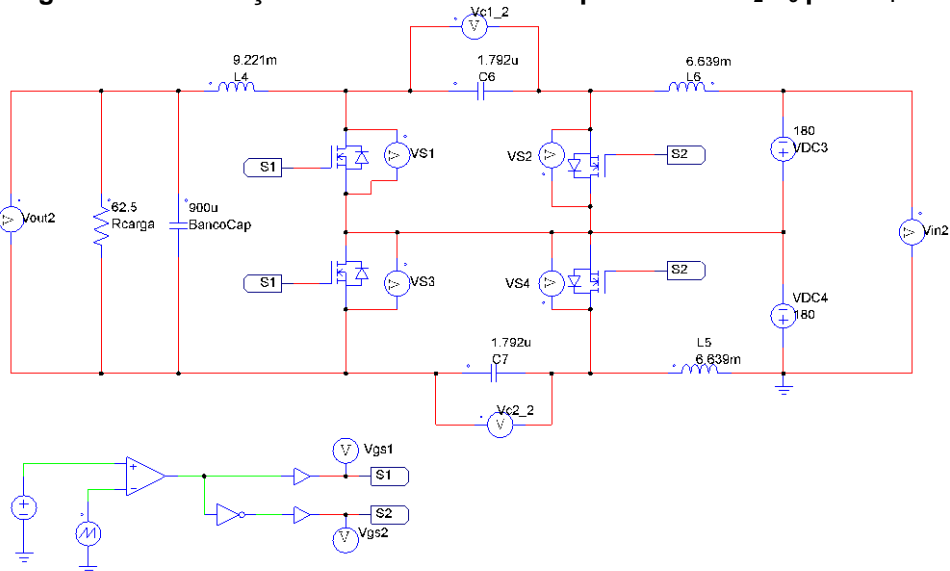 Vc1_2
9.221m
L4
1.792u
C6
6.639m
L6
180
VDC3
S1
VS1
VS2
S2
Vout2
62.5
Rcarga
900u
BancoCap
Vin2
S1
VS3
VS4
S2
VDC4
180
1.792u
C7
L5
6.639m
Vc2_2
Vgs1
S1
S2
Vgs2